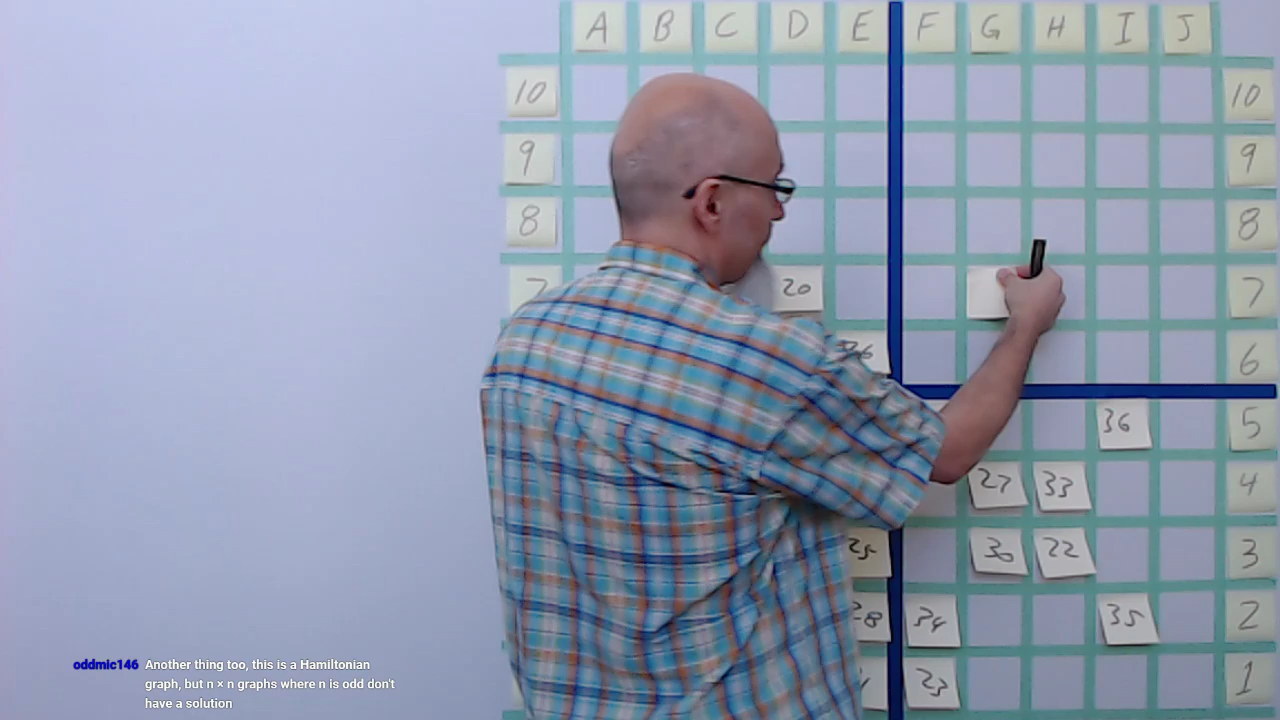 A B C D E F G H I J
10 10
9 9
8 8
7 20 7
6
36 5
27 33 4
25 30 22 3
28 34 35 2
23 1
oddmic146 Another thing too, this is a Hamiltonian
graph, but n × n graphs where n is odd don't
have a solution